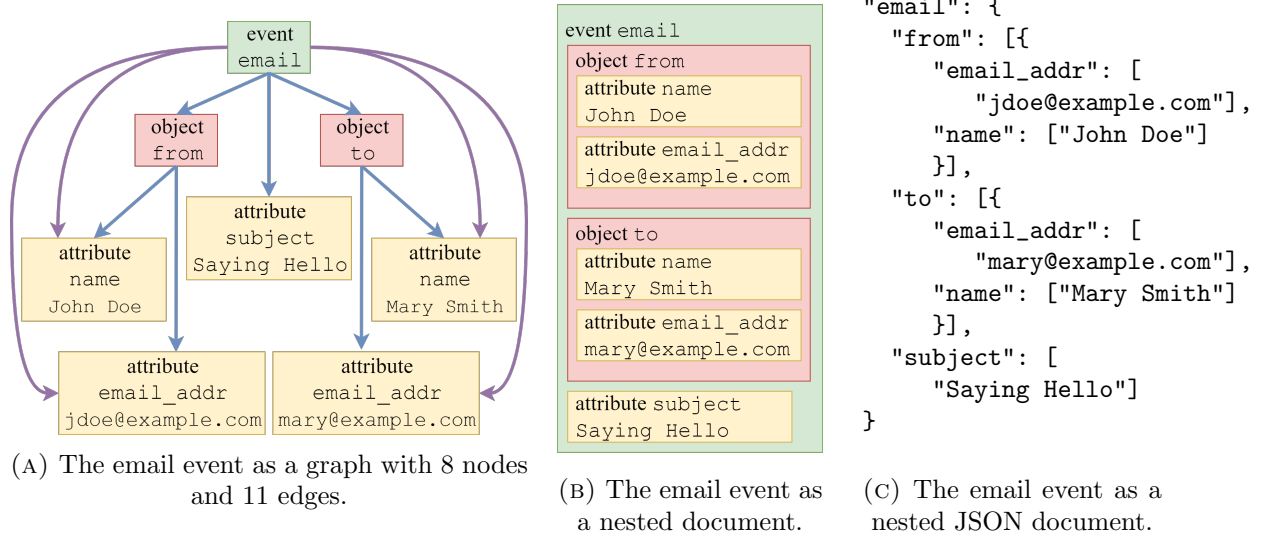 event
email
object
from
object
to
attribute
subject
Saying Hello
attribute
name
John Doe
attribute
name
Mary Smith
attribute
email_addr
jdoe@example.com
attribute
email_addr
mary@example.com
(A) The email event as a graph with 8 nodes
and 11 edges.
event email
object from
attribute name
John Doe
attribute email_addr
jdoe@example.com
object to
attribute name
Mary Smith
attribute email_addr
mary@example.com
attribute subject
Saying Hello
(B) The email event as
a nested document.
"email": {
"from": [{
"email_addr": [
"jdoe@example.com"],
"name": ["John Doe"]
}],
"to": [{
"email_addr": [
"mary@example.com"],
"name": ["Mary Smith"]
}],
"subject": [
"Saying Hello"]
}
(C) The email event as a
nested JSON document.